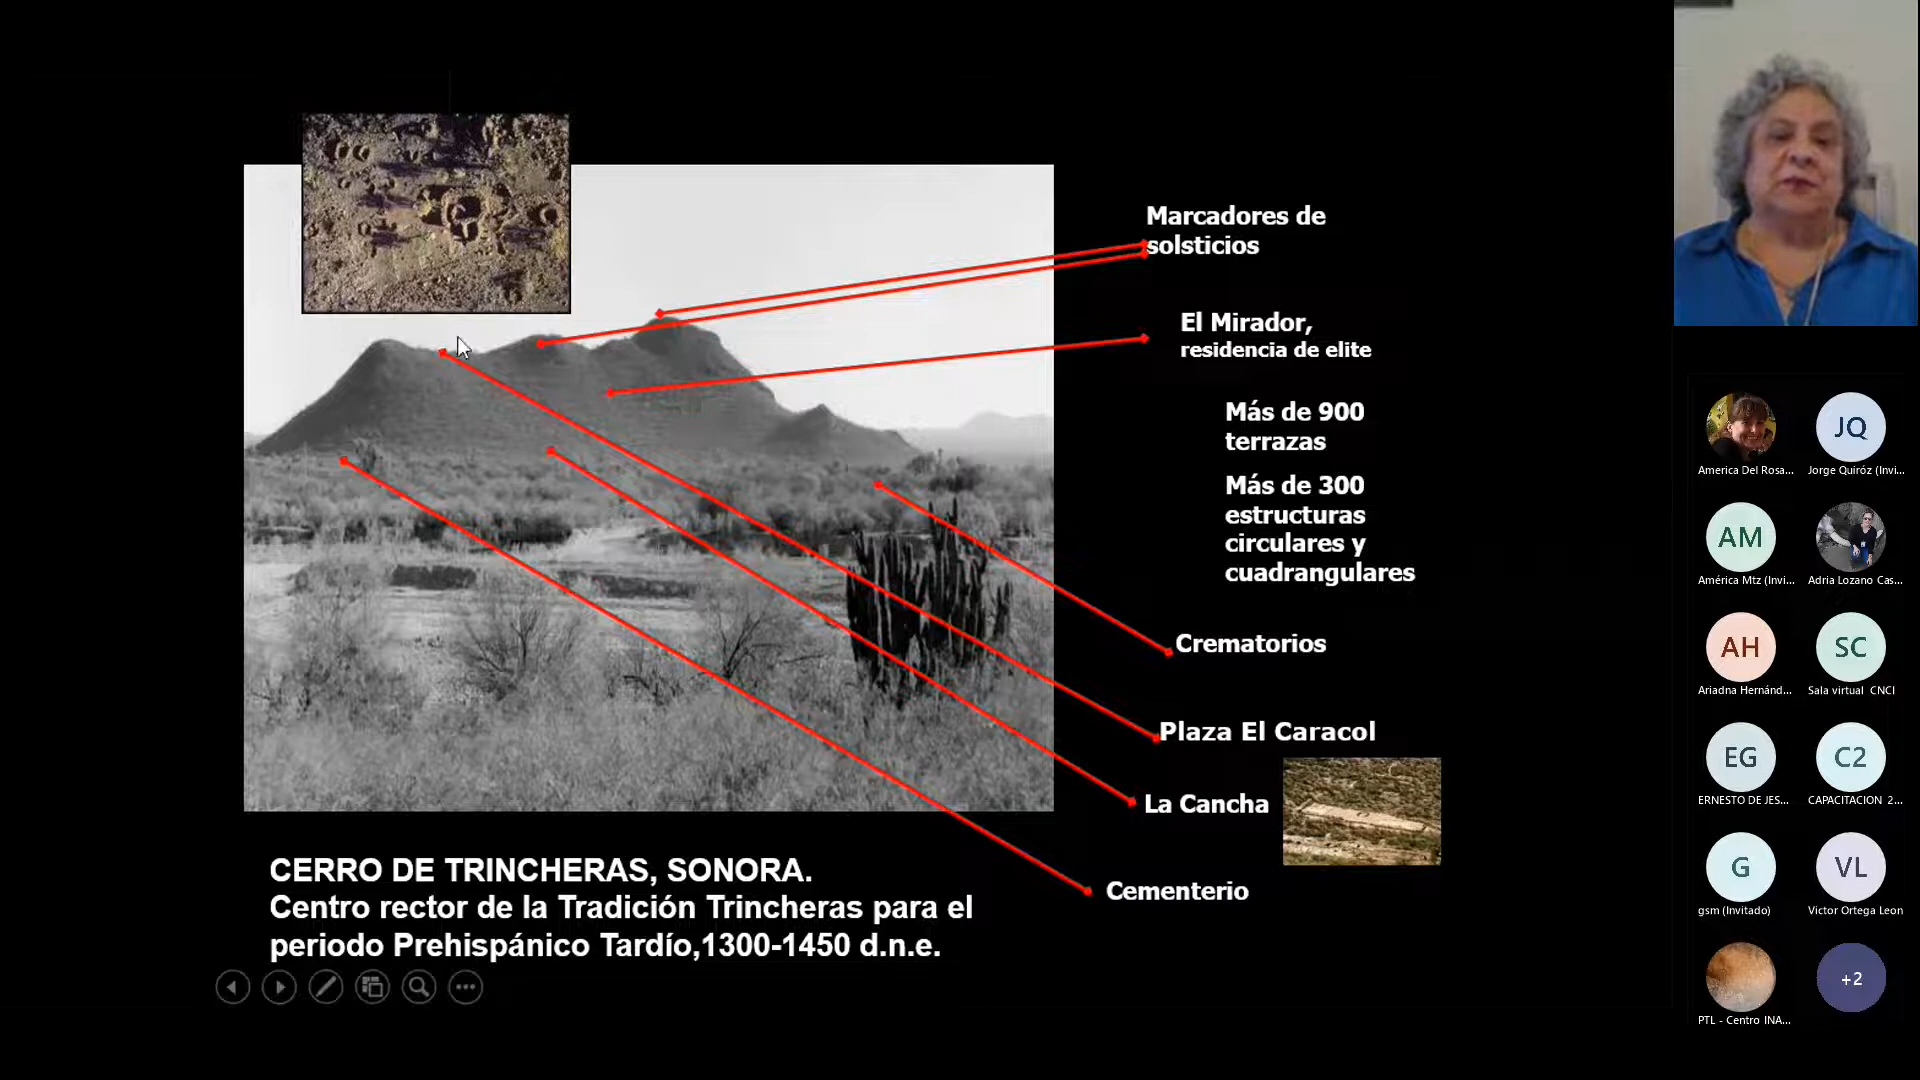 Marcadores de
solsticios
El Mirador,
residencia de elite
Más de 900
terrazas
Más de 300
estructuras
circulares y
cuadrangulares
Crematorios
Plaza El Caracol
La Cancha
Cementerio
CERRO DE TRINCHERAS, SONORA.
Centro rector de la Tradición Trincheras para el
periodo Prehispánico Tardío,1300-1450 d.n.e.
America Del Rosa...
JQ
Jorge Quiróz (Invi...
AM
América Mtz (Invi...
Adria Lozano Cas...
AH
Ariadna Hernánd...
SC
Sala virtual CNCI
EG
ERNESTO DE JES...
C2
CAPACITACION 2...
G
gsm (Invitado)
VL
Victor Ortega Leon
PTL - Centro INA...
+2